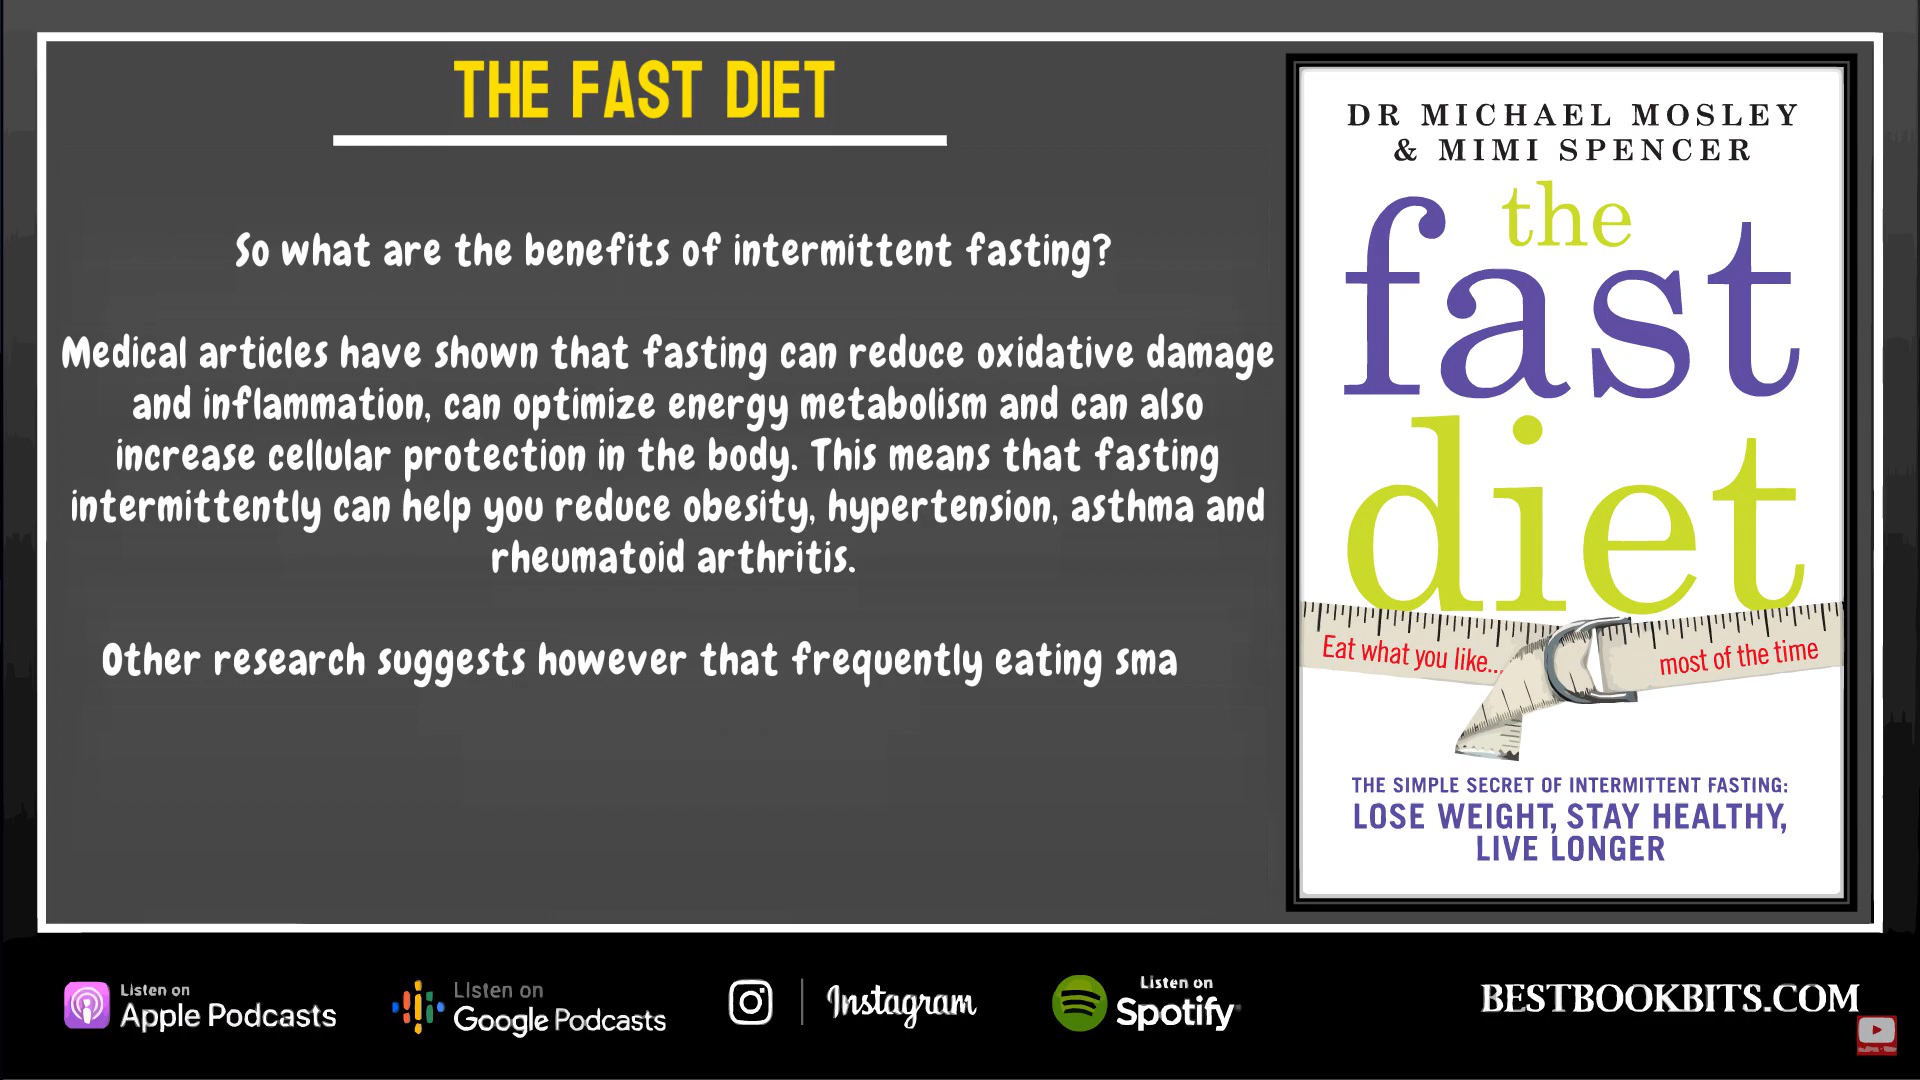 THE FAST DIET
So what are the benefits of intermittent fasting?
Medical articles have shown that fasting can reduce oxidative damage
and inflammation, can optimize energy metabolism and can also
increase cellular protection in the body. This means that fasting
intermittently can help you reduce obesity, hypertension, asthma and
rheumatoid arthritis.
Other research suggests however that frequently eating sma
DR MICHAEL MOSLEY
& MIMI SPENCER
the
fast
diet
Eat what you like...
most of the time
THE SIMPLE SECRET OF INTERMITTENT FASTING:
LOSE WEIGHT, STAY HEALTHY,
LIVE LONGER
Listen on
Apple Podcasts
Listen on
Google Podcasts
Instagram
Listen on
Spotify
BESTBOOKBITS.COM